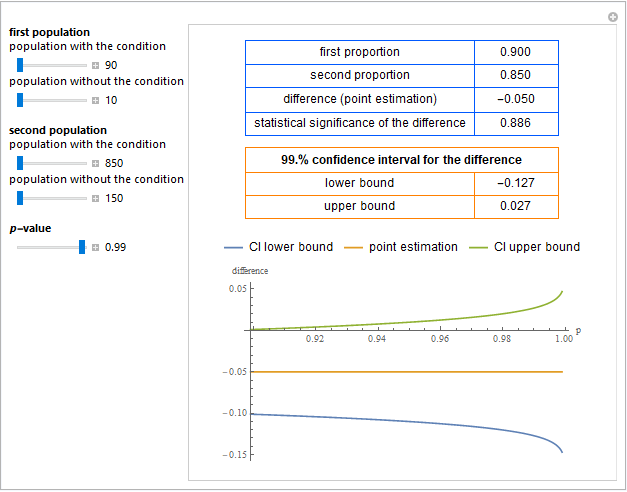 first population
population with the condition
90
population without the condition
10
second population
population with the condition
850
population without the condition
150
p-value
0.99
first proportion 0.900
second proportion 0.850
difference (point estimation) −0.050
statistical significance of the difference 0.886
99.% confidence interval for the difference
lower bound −0.127
upper bound 0.027
CI lower bound point estimation CI upper bound
difference
0.05
p
0.92 0.94 0.96 0.98 1.00
−0.05
−0.10
−0.15